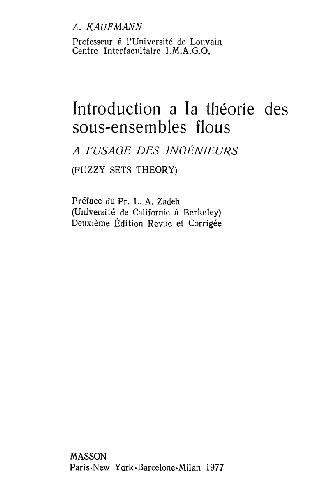 A. KAUFMANN
Professeur à l'Université de Louvain
Centre Interfacultaire I.M.A.G.O.
Introduction a la théorie des
sous-ensembles flous
A L'USAGE DES INGÉNIEURS
(FUZZY SETS THEORY)
Préface du Pr. L. A. Zadeh
(Université de Californie à Berkeley)
Deuxième Édition Revue et Corrigée
MASSON
Paris-New York-Barcelone-Milan 1977